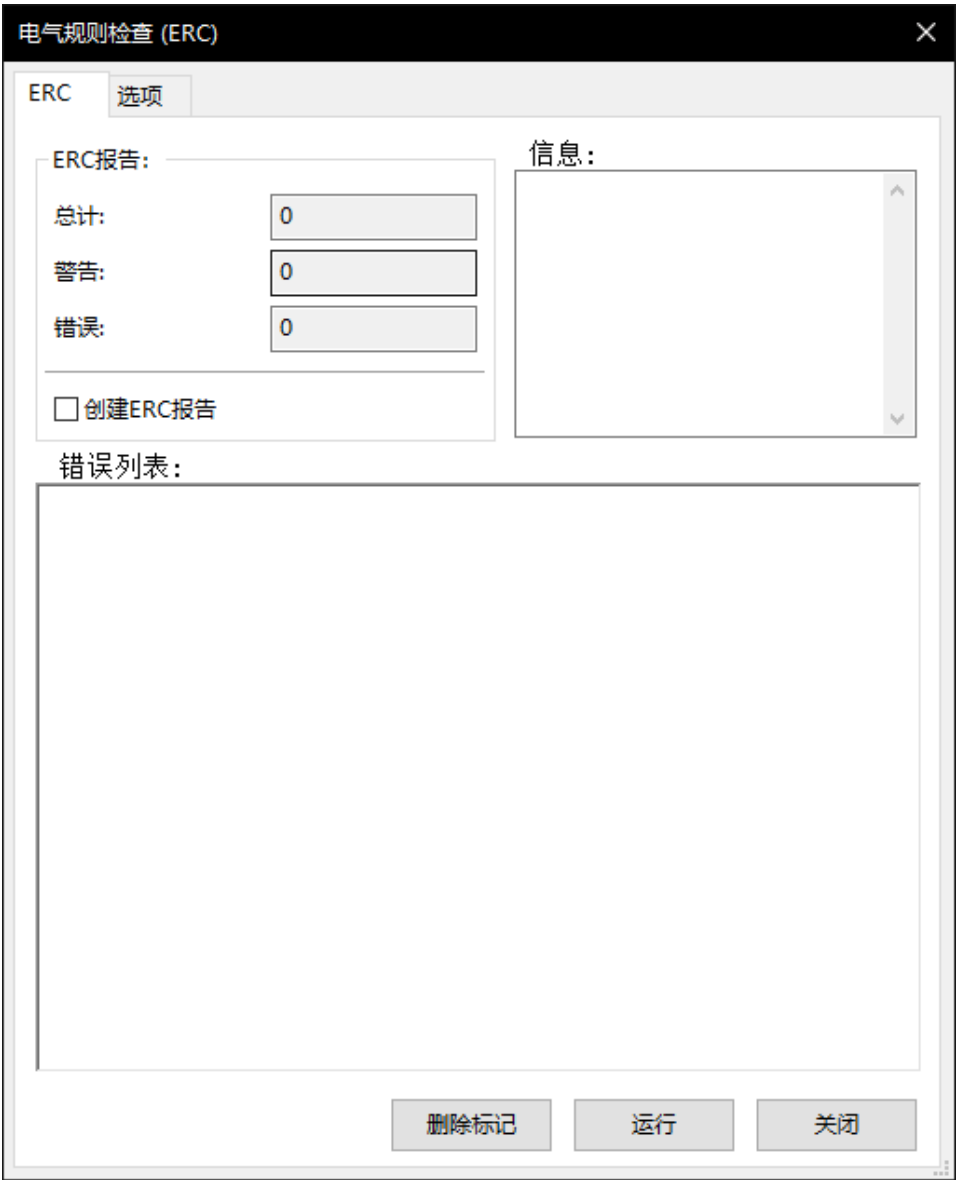 电气规则检查 (ERC)
ERC
选项
ERC报告:
总计:
0
警告:
0
错误:
0
创建ERC报告
信息:
错误列表:
删除标记
运行
关闭